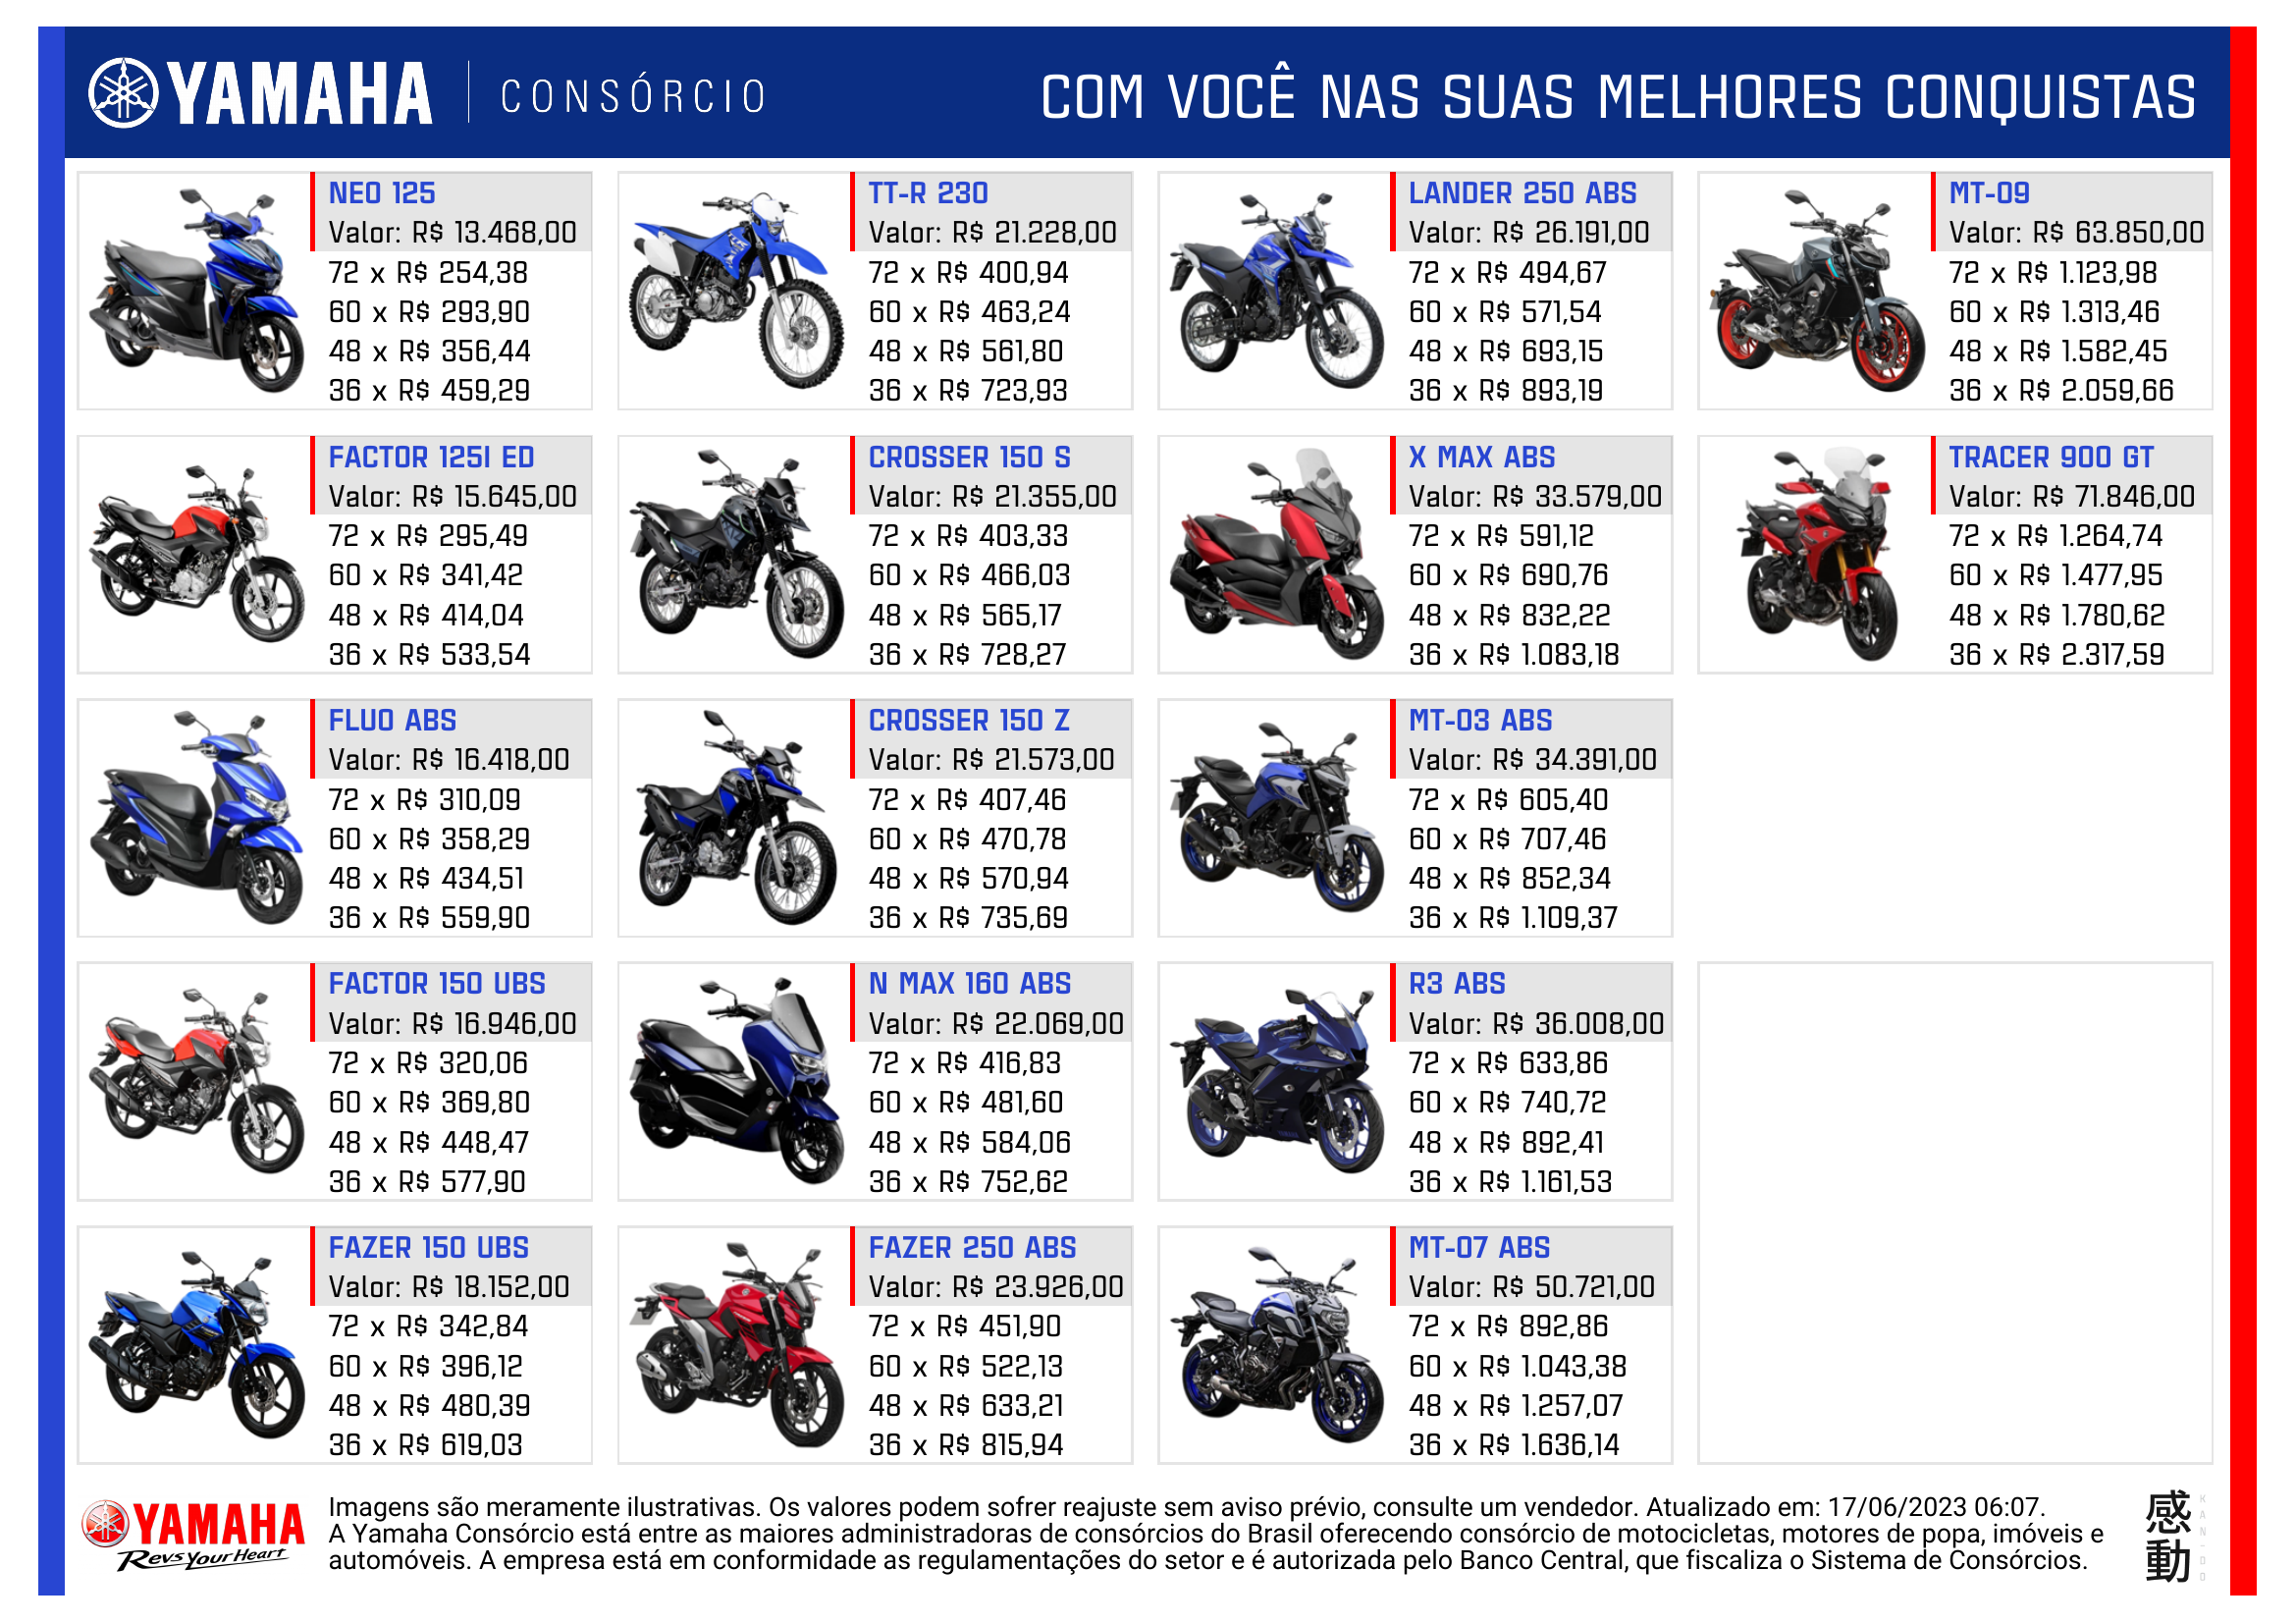 YAMAHA CONSÓRCIO
COM VOCÊ NAS SUAS MELHORES CONQUISTAS
NEO 125
Valor: R$ 13.468,00
72 x R$ 254,38
60 x R$ 293,90
48 x R$ 356,44
36 x R$ 459,29
TT-R 230
Valor: R$ 21.228,00
72 x R$ 400,94
60 x R$ 463,24
48 x R$ 561,80
36 x R$ 723,93
LANDER 250 ABS
Valor: R$ 26.191,00
72 x R$ 494,67
60 x R$ 571,54
48 x R$ 693,15
36 x R$ 893,19
MT-09
Valor: R$ 63.850,00
72 x R$ 1.123,98
60 x R$ 1.313,46
48 x R$ 1.582,45
36 x R$ 2.059,66
FACTOR 125I ED
Valor: R$ 15.645,00
72 x R$ 295,49
60 x R$ 341,42
48 x R$ 414,04
36 x R$ 533,54
CROSSER 150 S
Valor: R$ 21.355,00
72 x R$ 403,33
60 x R$ 466,03
48 x R$ 565,17
36 x R$ 728,27
X MAX ABS
Valor: R$ 33.579,00
72 x R$ 591,12
60 x R$ 690,76
48 x R$ 832,22
36 x R$ 1.083,18
TRACER 900 GT
Valor: R$ 71.846,00
72 x R$ 1.264,74
60 x R$ 1.477,95
48 x R$ 1.780,62
36 x R$ 2.317,59
FLUO ABS
Valor: R$ 16.418,00
72 x R$ 310,09
60 x R$ 358,29
48 x R$ 434,51
36 x R$ 559,90
CROSSER 150 Z
Valor: R$ 21.573,00
72 x R$ 407,46
60 x R$ 470,78
48 x R$ 570,94
36 x R$ 735,69
MT-03 ABS
Valor: R$ 34.391,00
72 x R$ 605,40
60 x R$ 707,46
48 x R$ 852,34
36 x R$ 1.109,37
FACTOR 150 UBS
Valor: R$ 16.946,00
72 x R$ 320,06
60 x R$ 369,80
48 x R$ 448,47
36 x R$ 577,90
N MAX 160 ABS
Valor: R$ 22.069,00
72 x R$ 416,83
60 x R$ 481,60
48 x R$ 584,06
36 x R$ 752,62
R3 ABS
Valor: R$ 36.008,00
72 x R$ 633,86
60 x R$ 740,72
48 x R$ 892,41
36 x R$ 1.161,53
FAZER 150 UBS
Valor: R$ 18.152,00
72 x R$ 342,84
60 x R$ 396,12
48 x R$ 480,39
36 x R$ 619,03
FAZER 250 ABS
Valor: R$ 23.926,00
72 x R$ 451,90
60 x R$ 522,13
48 x R$ 633,21
36 x R$ 815,94
MT-07 ABS
Valor: R$ 50.721,00
72 x R$ 892,86
60 x R$ 1.043,38
48 x R$ 1.257,07
36 x R$ 1.636,14
YAMAHA
Revs Your Heart
Imagens são meramente ilustrativas. Os valores podem sofrer reajuste sem aviso prévio, consulte um vendedor. Atualizado em: 17/06/2023 06:07.
A Yamaha Consórcio está entre as maiores administradoras de consórcios do Brasil oferecendo consórcio de motocicletas, motores de popa, imóveis e
automóveis. A empresa está em conformidade as regulamentações do setor e é autorizada pelo Banco Central, que fiscaliza o Sistema de Consórcios.
感動
KAN-DO